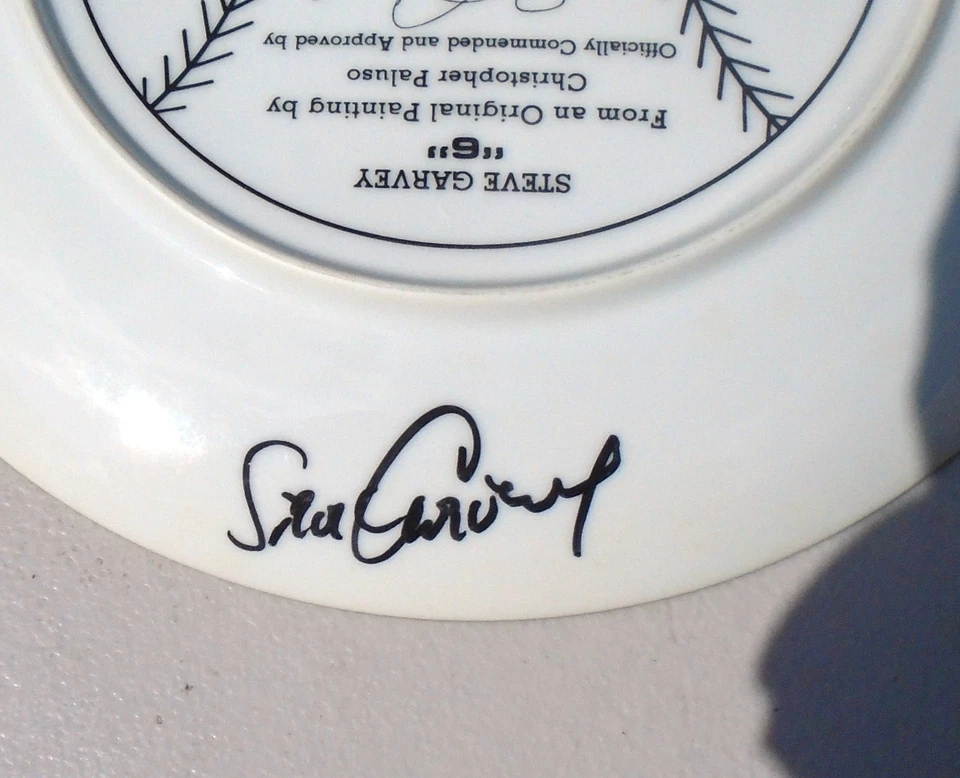 STEVE GARVEY
"6"
From an Original Painting by
Christopher Paluso
Officially Commended and Approved by
Steve Garvey